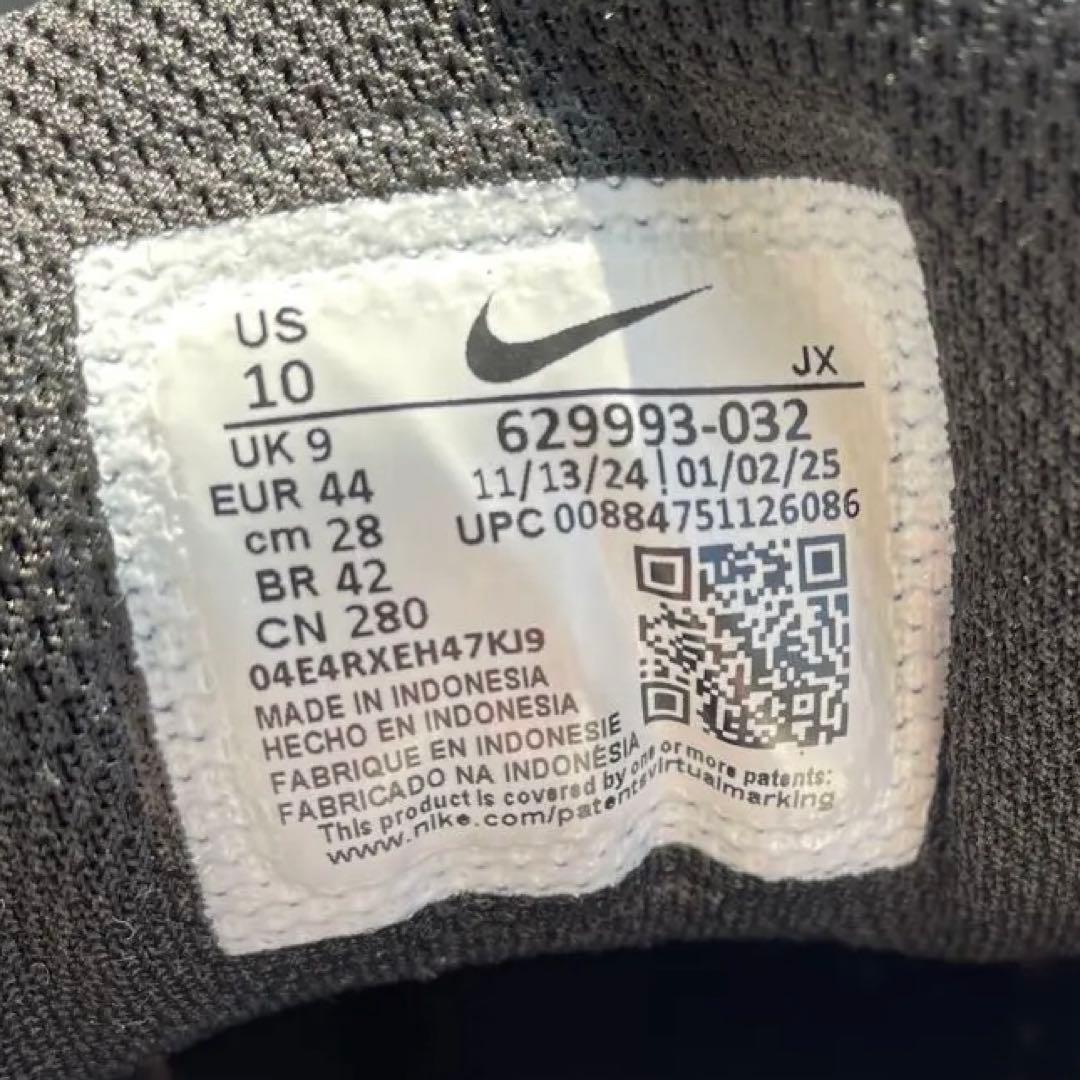 US
10
JX
UK 9
EUR 44
cm 28
BR 42
CN 280
629993-032
11/13/24 | 01/02/25
UPC 00884751126086
04E4RXEH47KJ9
MADE IN INDONESIA
HECHO EN INDONESIA
FABRIQUE EN INDONESIE
FABRICADO NA INDONÉSIA
This product is covered by one or more patents:
www.nike.com/patentsvirtualmarking